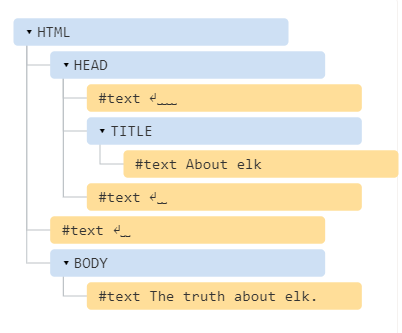 ▾ HTML
▾ HEAD
#text ↲␣␣␣␣
▾ TITLE
#text About elk
#text ↲␣␣
#text ↲␣␣
▾ BODY
#text The truth about elk.